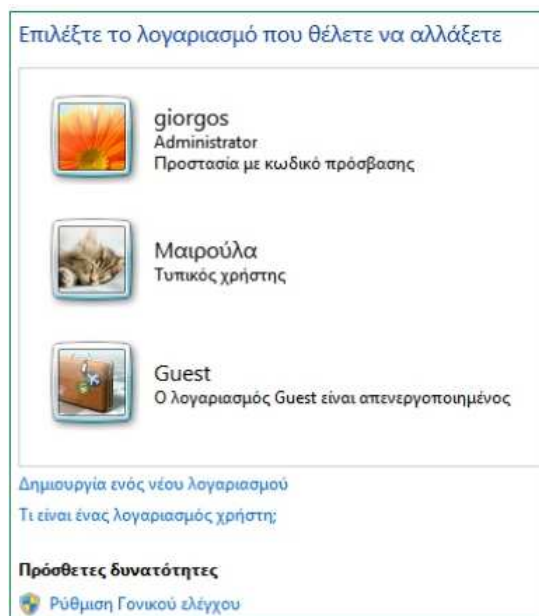 Επιλέξτε το λογαριασμό που θέλετε να αλλάξετε
giorgos
Administrator
Προστασία με κωδικό πρόσβασης
Μαιρούλα
Τυπικός χρήστης
Guest
Ο λογαριασμός Guest είναι απενεργοποιημένος
Δημιουργία ενός νέου λογαριασμού
Τι είναι ένας λογαριασμός χρήστη;
Πρόσθετες δυνατότητες
Ρύθμιση Γονικού ελέγχου